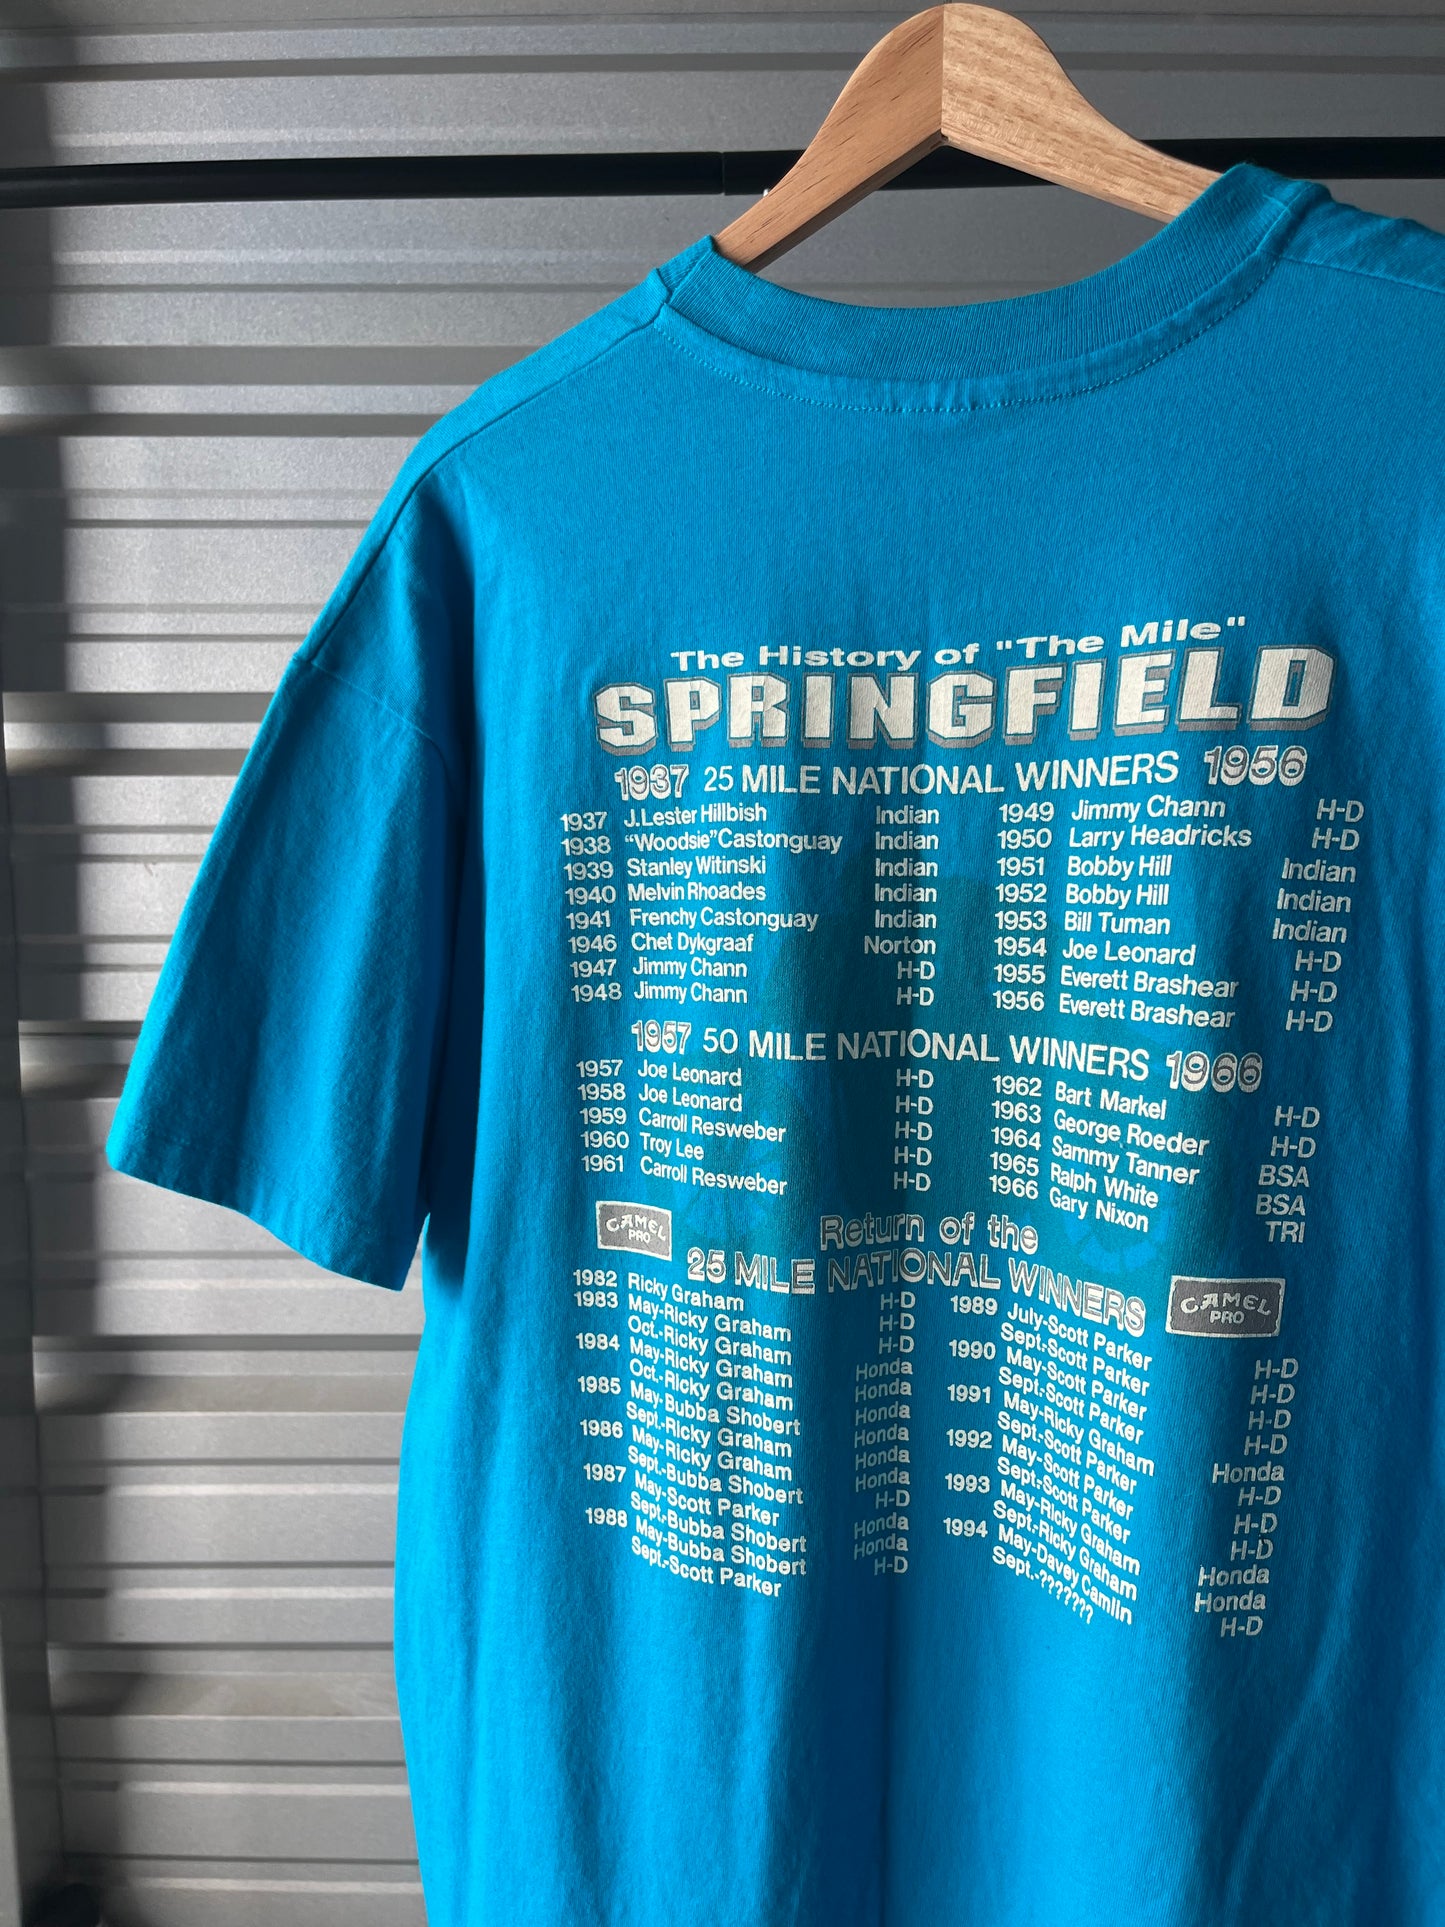 The History of "The Mile"
SPRINGFIELD
1937 25 MILE NATIONAL WINNERS 1956
1937 J.Lester Hillbish Indian
1938 “Woodsie”Castonguay Indian
1939 Stanley Witinski Indian
1940 Melvin Rhoades Indian
1941 Frenchy Castonguay Indian
1946 Chet Dykgraaf Norton
1947 Jimmy Chann H-D
1948 Jimmy Chann H-D
1949 Jimmy Chann H-D
1950 Larry Headricks H-D
1951 Bobby Hill Indian
1952 Bobby Hill Indian
1953 Bill Tuman Indian
1954 Joe Leonard H-D
1955 Everett Brashear H-D
1956 Everett Brashear H-D
1957 50 MILE NATIONAL WINNERS 1966
1957 Joe Leonard H-D
1958 Joe Leonard H-D
1959 Carroll Resweber H-D
1960 Troy Lee H-D
1961 Carroll Resweber H-D
1962 Bart Markel H-D
1963 George Roeder H-D
1964 Sammy Tanner BSA
1965 Ralph White BSA
1966 Gary Nixon TRI
CAMEL
PRO
Return of the
25 MILE NATIONAL WINNERS
CAMEL
PRO
1982 Ricky Graham H-D
1983 May-Ricky Graham H-D
Oct.-Ricky Graham H-D
1984 May-Ricky Graham Honda
Oct.-Ricky Graham Honda
1985 May-Bubba Shobert Honda
Sept.-Ricky Graham Honda
1986 May-Ricky Graham Honda
Sept.-Bubba Shobert Honda
1987 May-Scott Parker H-D
Sept.-Bubba Shobert Honda
1988 May-Bubba Shobert Honda
Sept.-Scott Parker H-D
1989 July-Scott Parker H-D
Sept.-Scott Parker H-D
1990 May-Scott Parker H-D
Sept.-Scott Parker H-D
1991 May-Ricky Graham Honda
Sept.-Scott Parker H-D
1992 May-Scott Parker H-D
Sept.-Scott Parker H-D
1993 May-Ricky Graham Honda
Sept.-Ricky Graham Honda
1994 May-Davey Camlin H-D
Sept.-???????